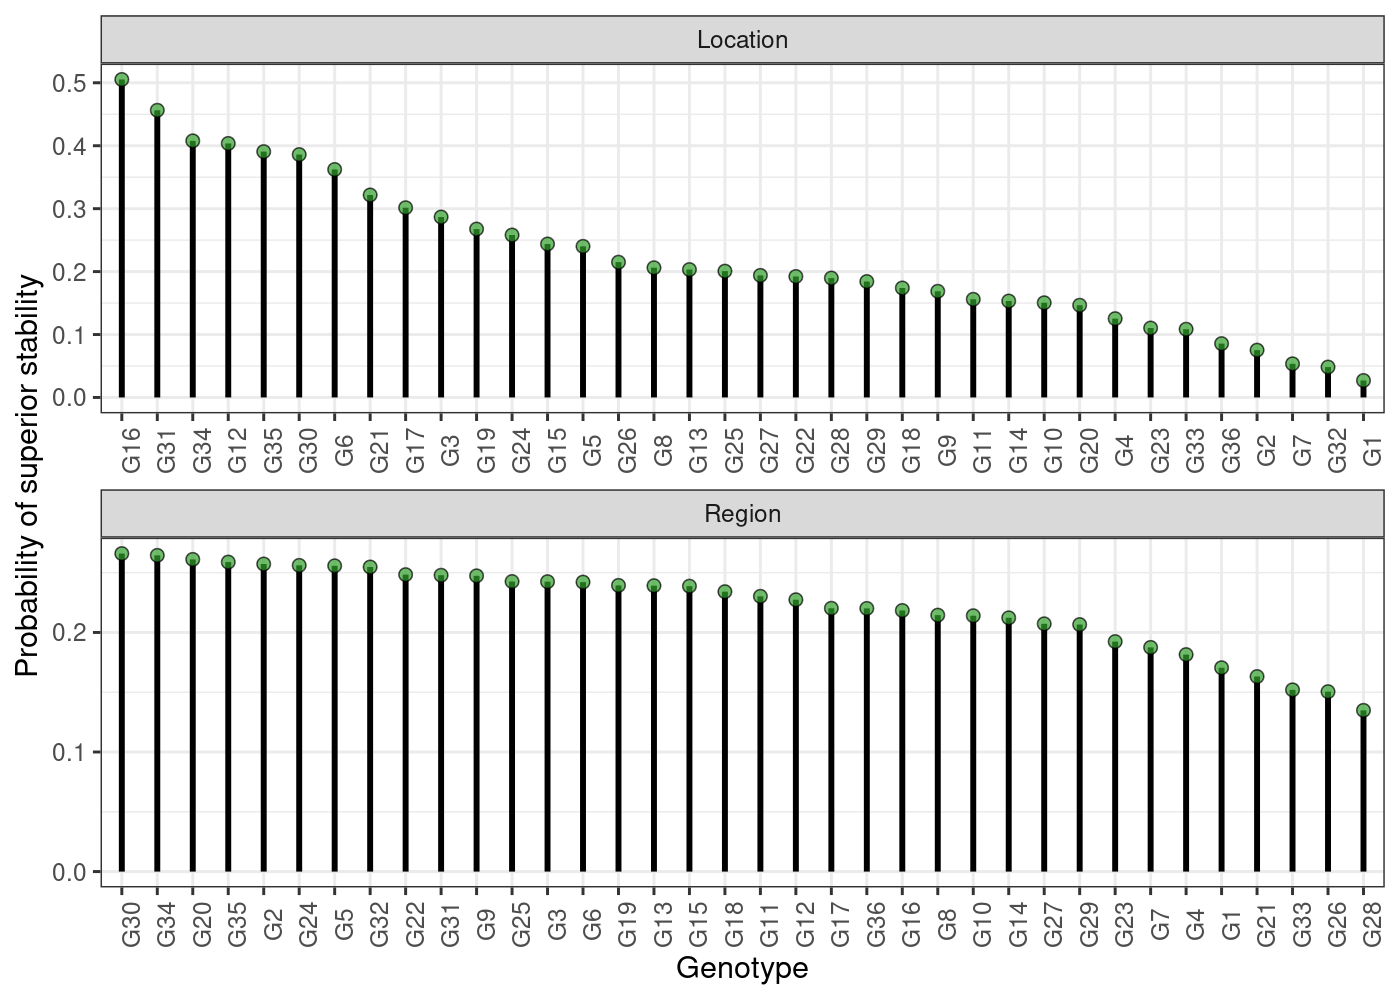 Location
0.5
0.4
0.3
0.2
0.1
0.0
G16 G31 G34 G12 G35 G30 G6 G21 G17 G3 G19 G24 G15 G5 G26 G8 G13 G25 G27 G22 G28 G29 G18 G9 G11 G14 G10 G20 G4 G23 G33 G36 G2 G7 G32 G1
Probability of superior stability
Region
0.2
0.1
0.0
G30 G34 G20 G35 G2 G24 G5 G32 G22 G31 G9 G25 G3 G6 G19 G13 G15 G18 G11 G12 G17 G36 G16 G8 G10 G14 G27 G29 G23 G7 G4 G1 G21 G33 G26 G28
Genotype